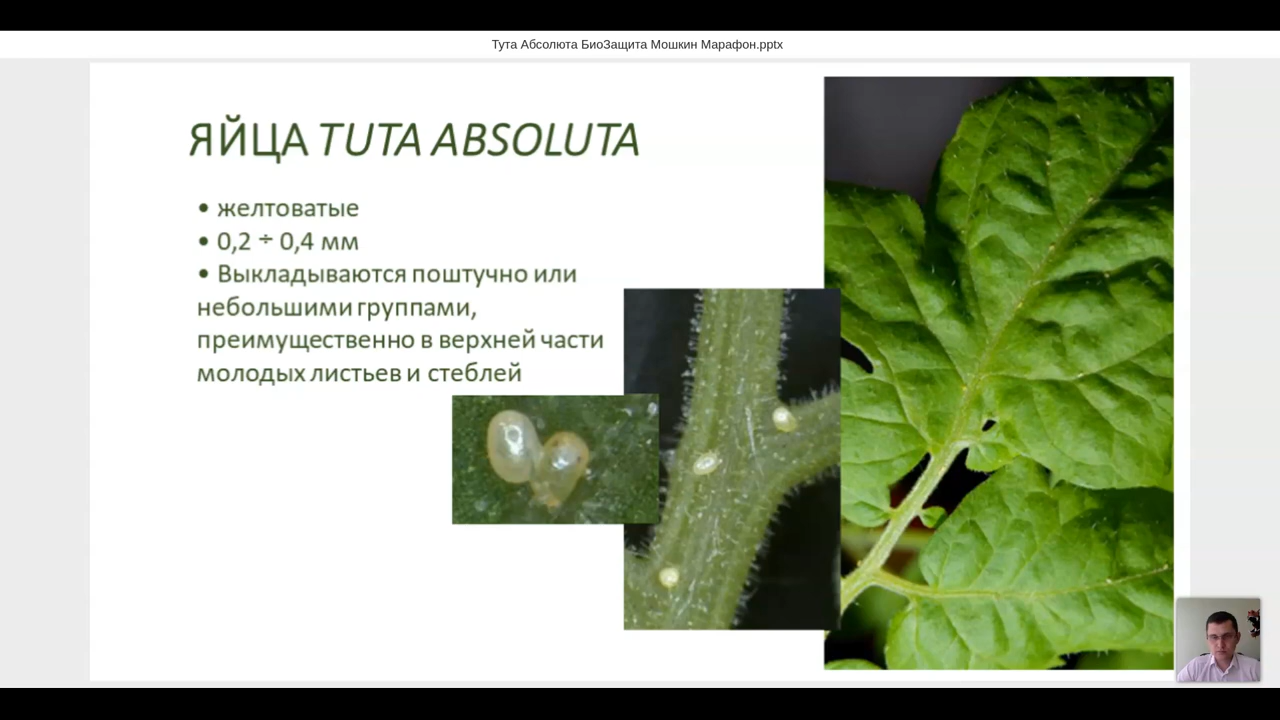 Тута Абсолюта БиоЗащита Мошкин Марафон.pptx
ЯЙЦА TUTA ABSOLUTA
• желтоватые
• 0,2 ÷ 0,4 мм
• Выкладываются поштучно или
небольшими группами,
преимущественно в верхней части
молодых листьев и стеблей